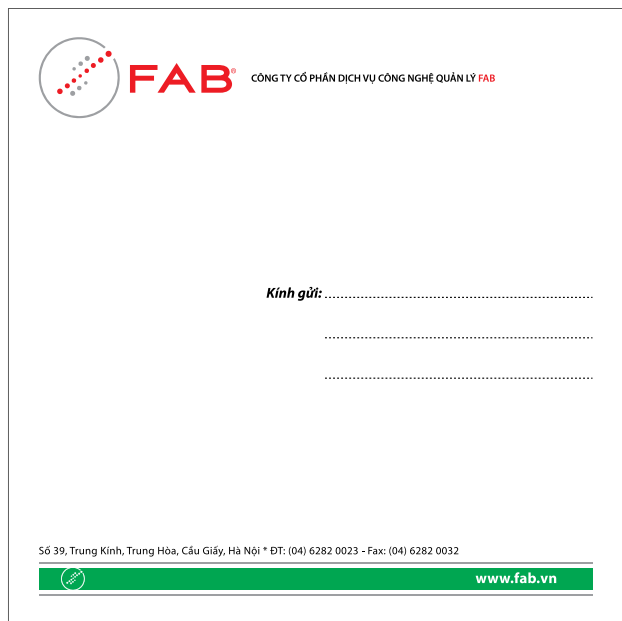 FAB® CÔNG TY CỔ PHẦN DỊCH VỤ CÔNG NGHỆ QUẢN LÝ FAB
Kính gửi:
Số 39, Trung Kính, Trung Hòa, Cầu Giấy, Hà Nội * ĐT: (04) 6282 0023 - Fax: (04) 6282 0032
www.fab.vn